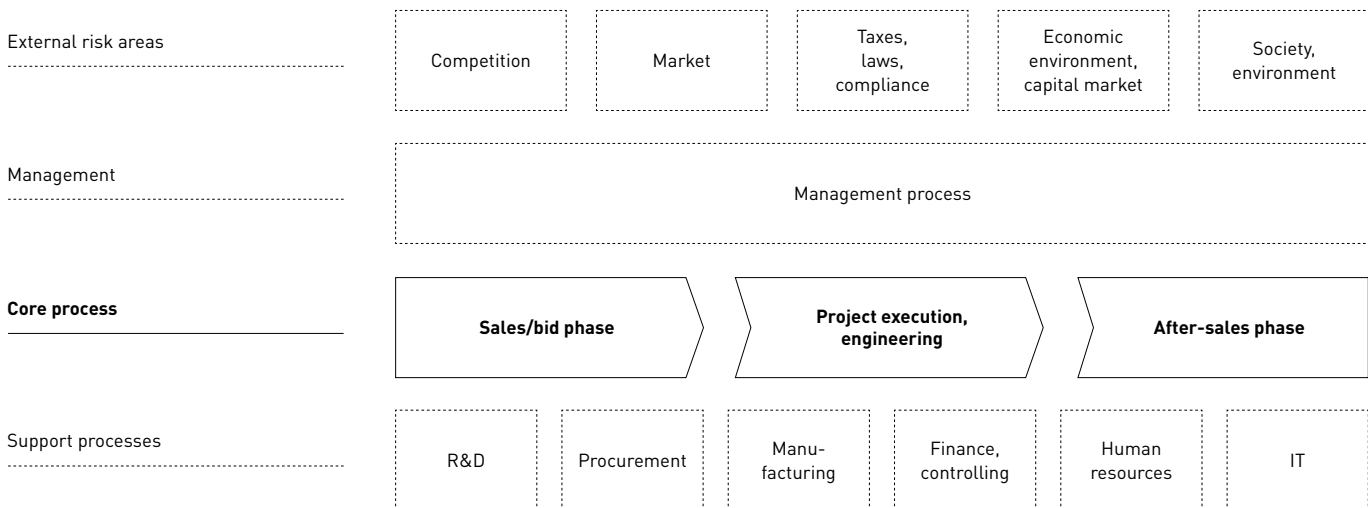 External risk areas
Competition
Market
Taxes,
laws,
compliance
Economic
environment,
capital market
Society,
environment
Management
Management process
Core process
Sales/bid phase
Project execution,
engineering
After-sales phase
Support processes
R&D
Procurement
Manu-
facturing
Finance,
controlling
Human
resources
IT